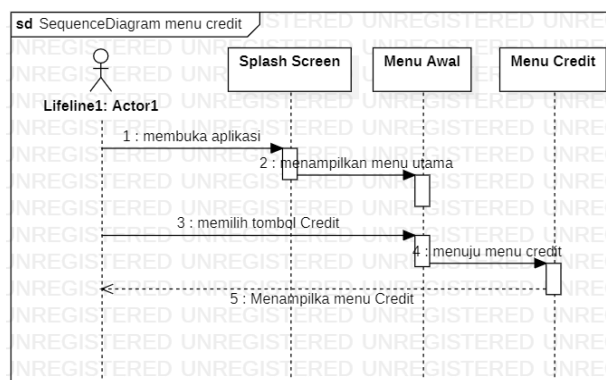 sd SequenceDiagram menu credit
Splash Screen
Menu Awal
Menu Credit
Lifeline1: Actor1
1 : membuka aplikasi
2 : menampilkan menu utama
3 : memilih tombol Credit
4 : menuju menu credit
5 : Menampilka menu Credit
UNREGISTERED